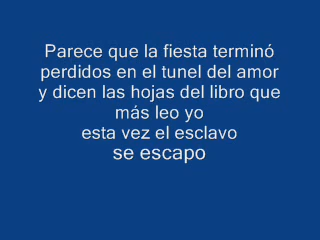 Parece que la fiesta terminó
perdidos en el tunel del amor
y dicen las hojas del libro que
más leo yo
esta vez el esclavo
se escapo